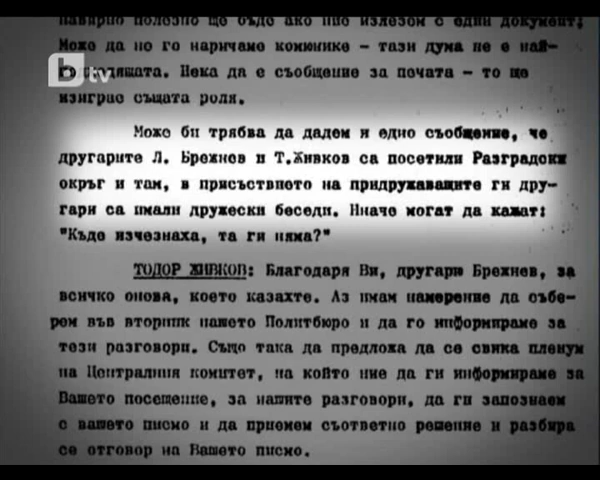 полезно ще бъде ако ние излезем с един документ;
Може да но го наричаме комюнике - тази дума не е най-
Нека да е съобщение за печата - то ще
изиграе същата роля.
Може би трябва да дадем и едно съобщение, че
другарите Л. Брежнев и Т.Живков са посетили Разградски
окръг и там, в присъствието на придружаващите ги дру-
гари са имали дружески беседи. Иначе могат да кажат:
"Къде изчезнаха, та ги няма?"
ТОДОР ЖИВКОВ: Благодаря Ви, другарю Брежнев, за
всичко онова, което казахте. Аз имам намерение да събе-
рем във вторник нашето Политбюро и да го информираме за
тези разговори. Също така да предложа да се свика пленум
на Централния комитет, на който ние да ги информираме за
Вашето посещение, за нашите разговори, да ги запознаем
с вашето писмо и да приемем съответно решение и разбира
се отговор на Вашето писмо.
btv